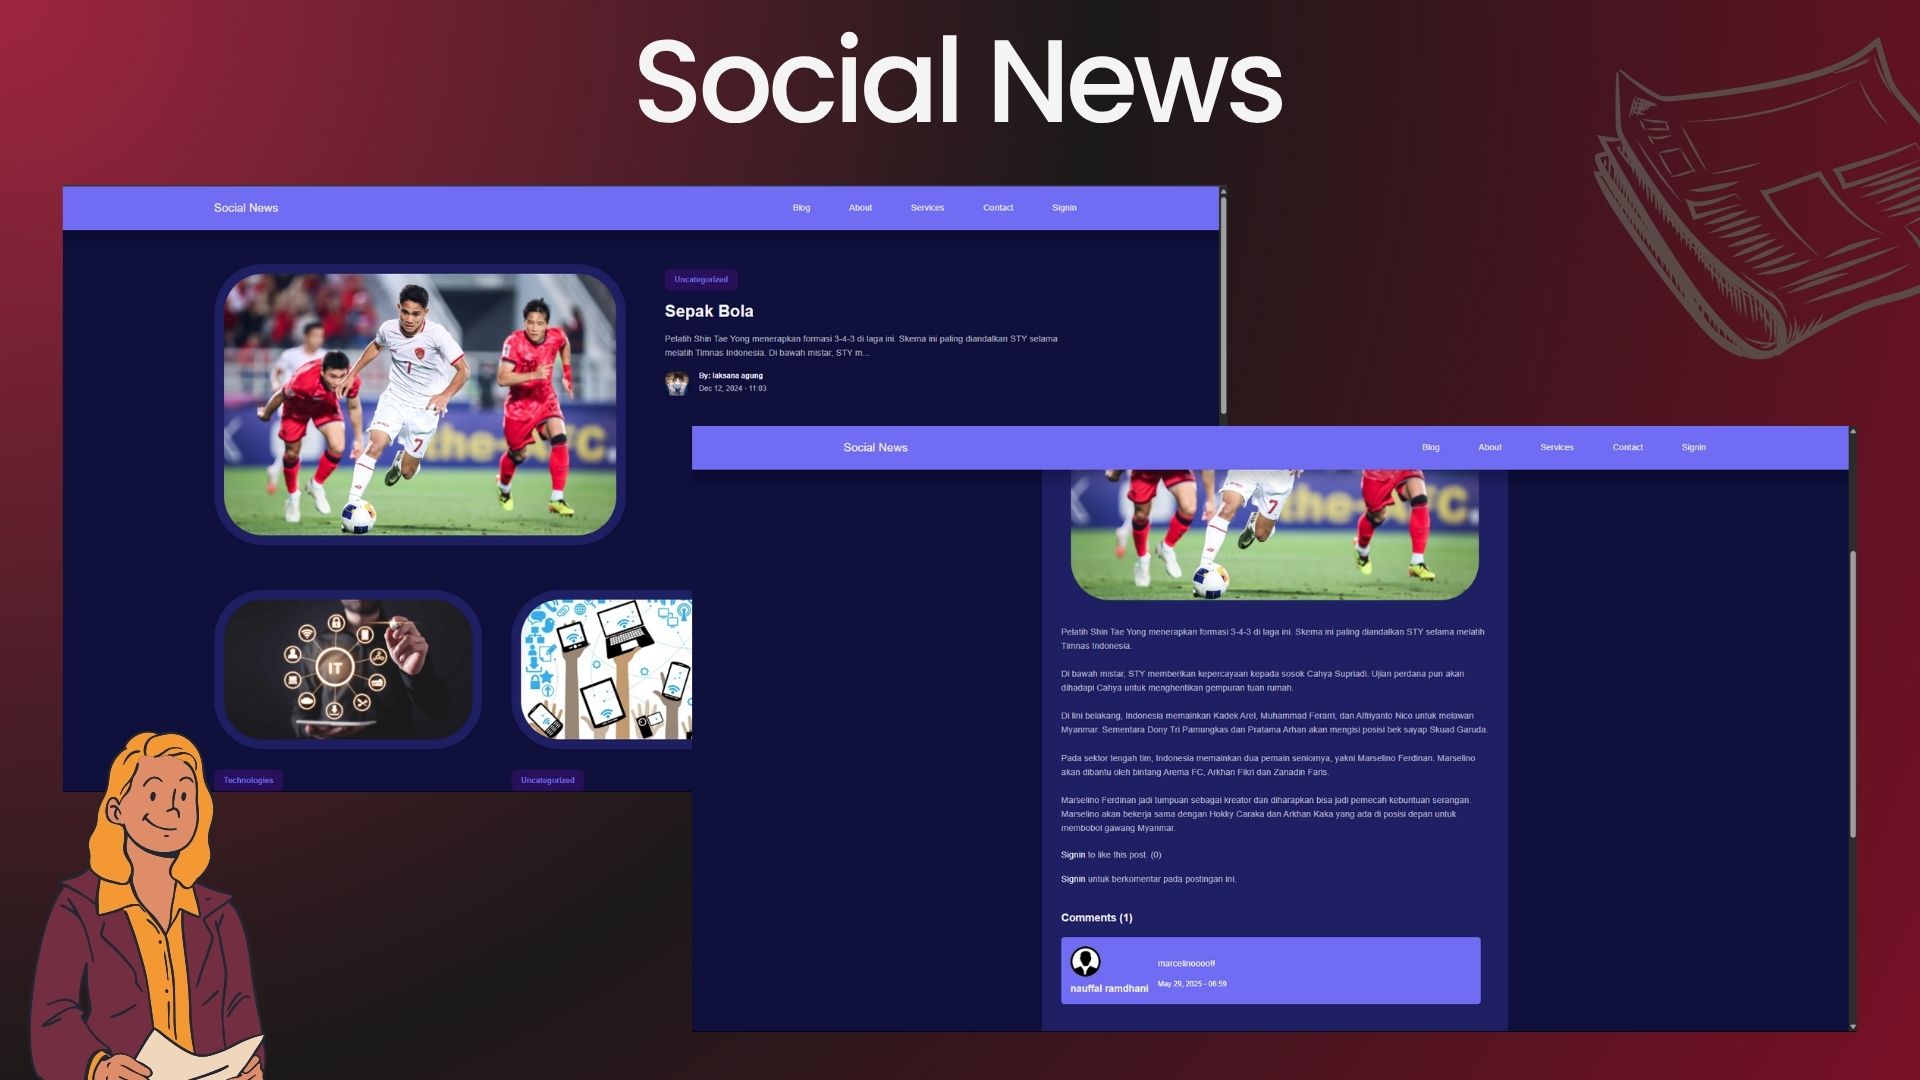 Social News
Social News
Blog
About
Services
Contact
Signin
Uncategorized
Sepak Bola
Pelatih Shin Tae Yong menerapkan formasi 3-4-3 di laga ini. Skema ini paling diandalkan STY selama
melatih Timnas Indonesia. Di bawah mistar, STY m...
By: laksana agung
Dec 12, 2024 - 11:03
7
the-AFC.
IT
Technologies
Uncategorized
Social News
Blog
About
Services
Contact
Signin
7
the-AFC.
Pelatih Shin Tae Yong menerapkan formasi 3-4-3 di laga ini. Skema ini paling diandalkan STY selama melatih
Timnas Indonesia.
Di bawah mistar, STY memberikan kepercayaan kepada sosok Cahya Supriadi. Ujian perdana pun akan
dihadapi Cahya untuk menghentikan gempuran tuan rumah.
Di lini belakang, Indonesia memainkan Kadek Arel, Muhammad Ferarri, dan Alfriyanto Nico untuk melawan
Myanmar. Sementara Dony Tri Pamungkas dan Pratama Arhan akan mengisi posisi bek sayap Skuad Garuda.
Pada sektor tengah tim, Indonesia memainkan dua pemain seniornya, yakni Marselino Ferdinan. Marselino
akan dibantu oleh bintang Arema FC, Arkhan Fikri dan Zanadin Faris.
Marselino Ferdinan jadi tumpuan sebagai kreator dan diharapkan bisa jadi pemecah kebuntuan serangan.
Marselino akan bekerja sama dengan Hokky Caraka dan Arkhan Kaka yang ada di posisi depan untuk
membobol gawang Myanmar.
Signin to like this post. (0)
Signin untuk berkomentar pada postingan ini.
Comments (1)
marcelinoooo!!
nauffal ramdhani
May 29, 2025 - 06:59